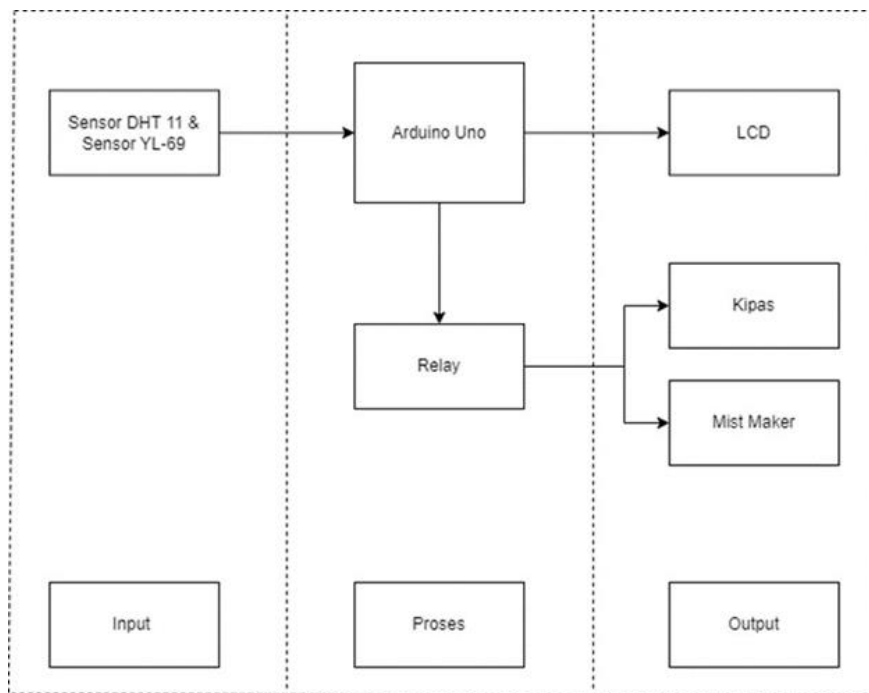 Sensor DHT 11 &
Sensor YL-69
Arduino Uno
LCD
Kipas
Relay
Mist Maker
Input
Proses
Output